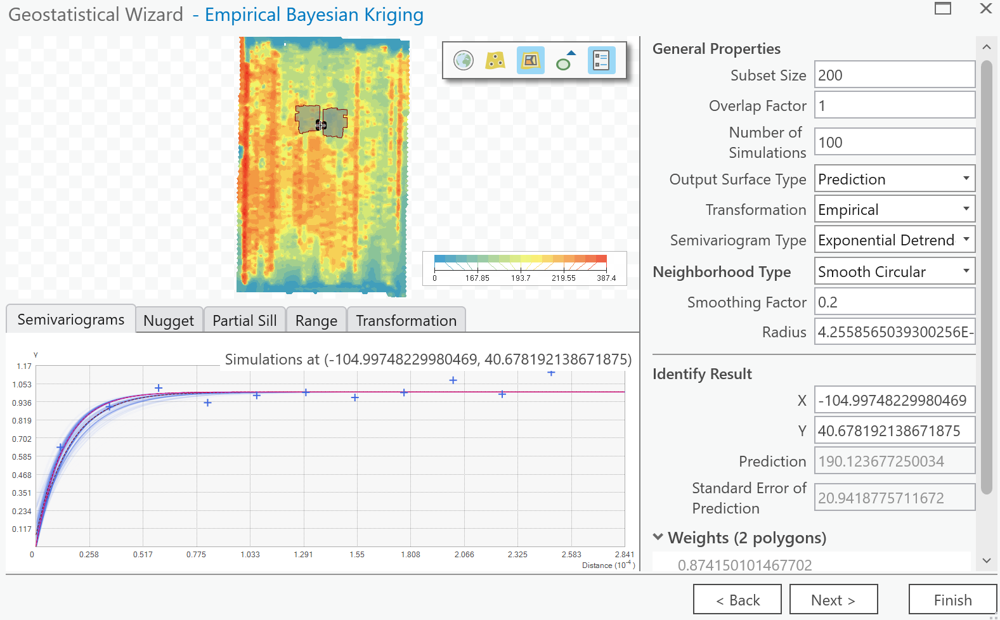 Geostatistical Wizard - Empirical Bayesian Kriging
0 167.85 193.7 219.55 387.4
Semivariograms Nugget Partial Sill Range Transformation
Y
Simulations at (-104.99748229980469, 40.678192138671875)
1.17
1.053
0.936
0.819
0.702
0.585
0.468
0.351
0.234
0.117
0 0.258 0.517 0.775 1.033 1.291 1.55 1.808 2.066 2.325 2.583 2.841
Distance (10⁻⁴)
General Properties
Subset Size 200
Overlap Factor 1
Number of
Simulations 100
Output Surface Type Prediction
Transformation Empirical
Semivariogram Type Exponential Detrend
Neighborhood Type Smooth Circular
Smoothing Factor 0.2
Radius 4.2558565039300256E-
Identify Result
X -104.99748229980469
Y 40.678192138671875
Prediction 190.123677250034
Standard Error of
Prediction 20.9418775711672
Weights (2 polygons)
0.874150101467702
< Back Next > Finish